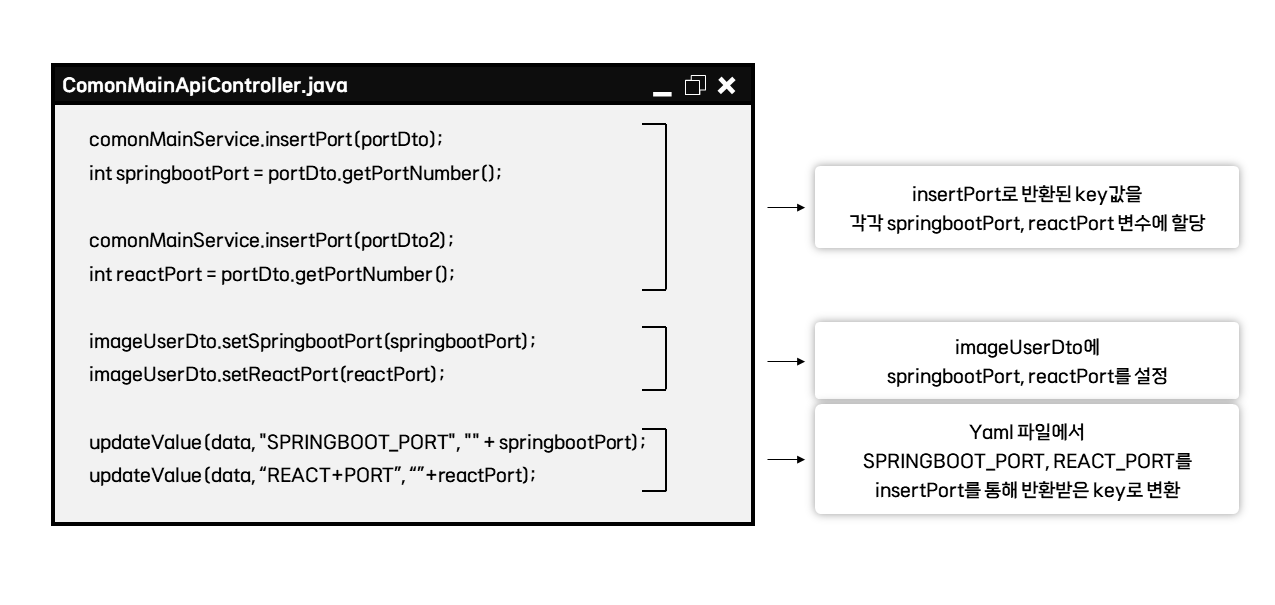 ComonMainApiController.java
comonMainService.insertPort(portDto);
int springbootPort = portDto.getPortNumber();
comonMainService.insertPort(portDto2);
int reactPort = portDto.getPortNumber();
imageUserDto.setSpringbootPort(springbootPort);
imageUserDto.setReactPort(reactPort);
updateValue(data, "SPRINGBOOT_PORT", "" + springbootPort);
updateValue(data, “REACT+PORT”, “”+reactPort);
insertPort로 반환된 key값을
각각 springbootPort, reactPort 변수에 할당
imageUserDto에
springbootPort, reactPort를 설정
Yaml 파일에서
SPRINGBOOT_PORT, REACT_PORT를
insertPort를 통해 반환받은 key로 변환